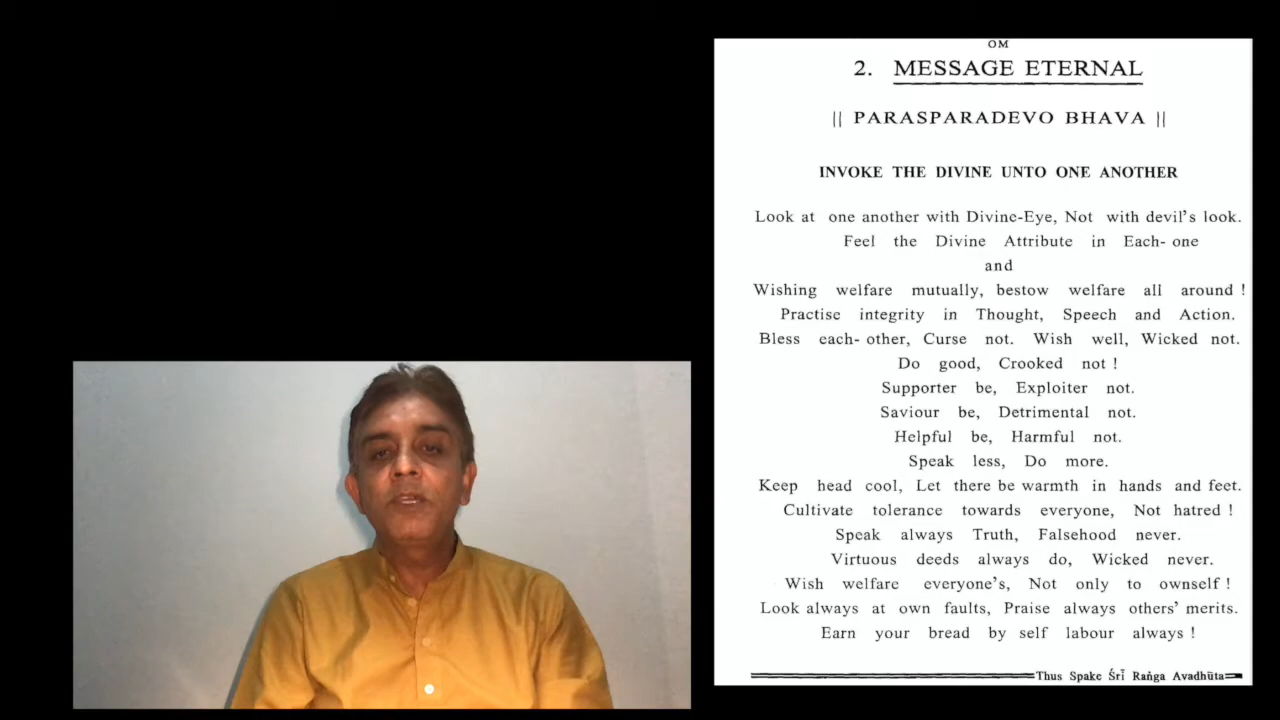 OM
2. MESSAGE ETERNAL
|| PARASPARADEVO BHAVA ||
INVOKE THE DIVINE UNTO ONE ANOTHER
Look at one another with Divine-Eye, Not with devil's look.
Feel the Divine Attribute in Each- one
and
Wishing welfare mutually, bestow welfare all around !
Practise integrity in Thought, Speech and Action.
Bless each- other, Curse not. Wish well, Wicked not.
Do good, Crooked not !
Supporter be, Exploiter not.
Saviour be, Detrimental not.
Helpful be, Harmful not.
Speak less, Do more.
Keep head cool, Let there be warmth in hands and feet.
Cultivate tolerance towards everyone, Not hatred !
Speak always Truth, Falsehood never.
Virtuous deeds always do, Wicked never.
Wish welfare everyone's, Not only to ownself !
Look always at own faults, Praise always others' merits.
Earn your bread by self labour always !
Thus Spake Śrī Raṅga Avadhūta